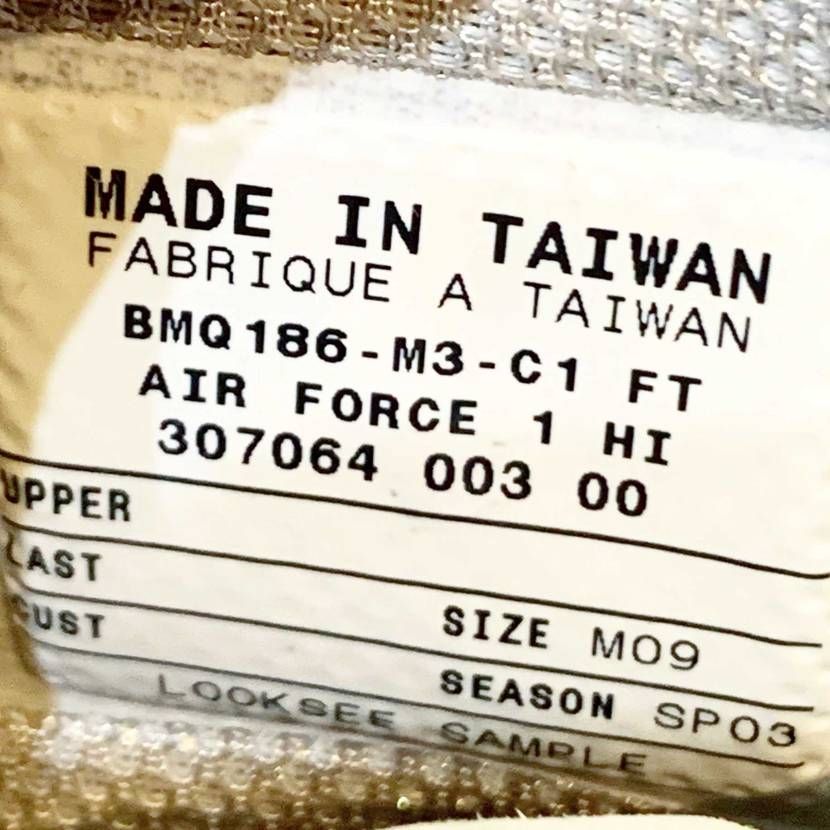 MADE IN TAIWAN
FABRIQUE A TAIWAN
BMQ186-M3-C1 FT
AIR FORCE 1 HI
307064 003 00
UPPER
LAST
SIZE M09
CUST
SEASON SP03
LOOKSEE SAMPLE